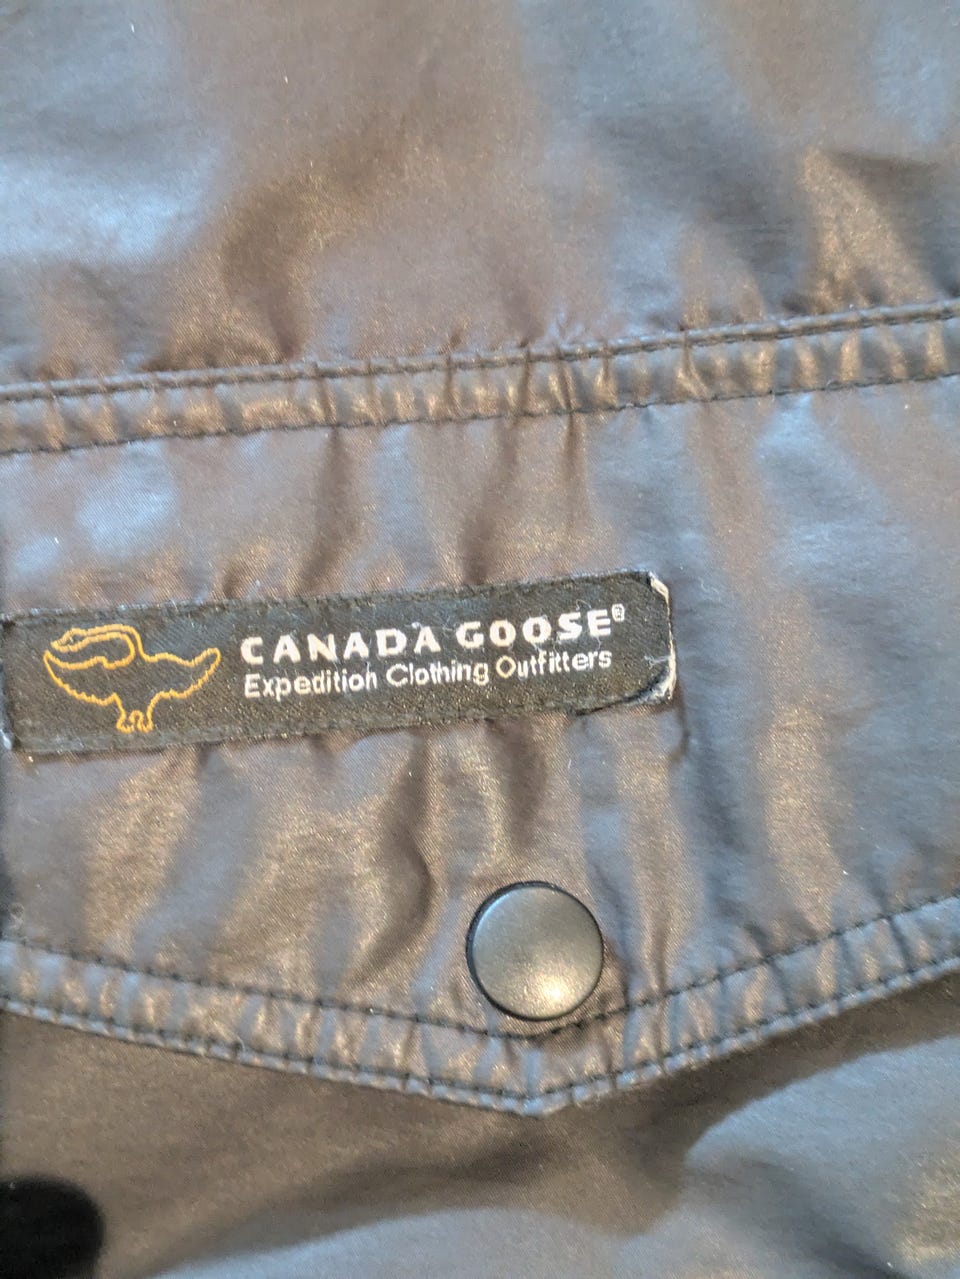 CANADA GOOSE®
Expedition Clothing Outfitters